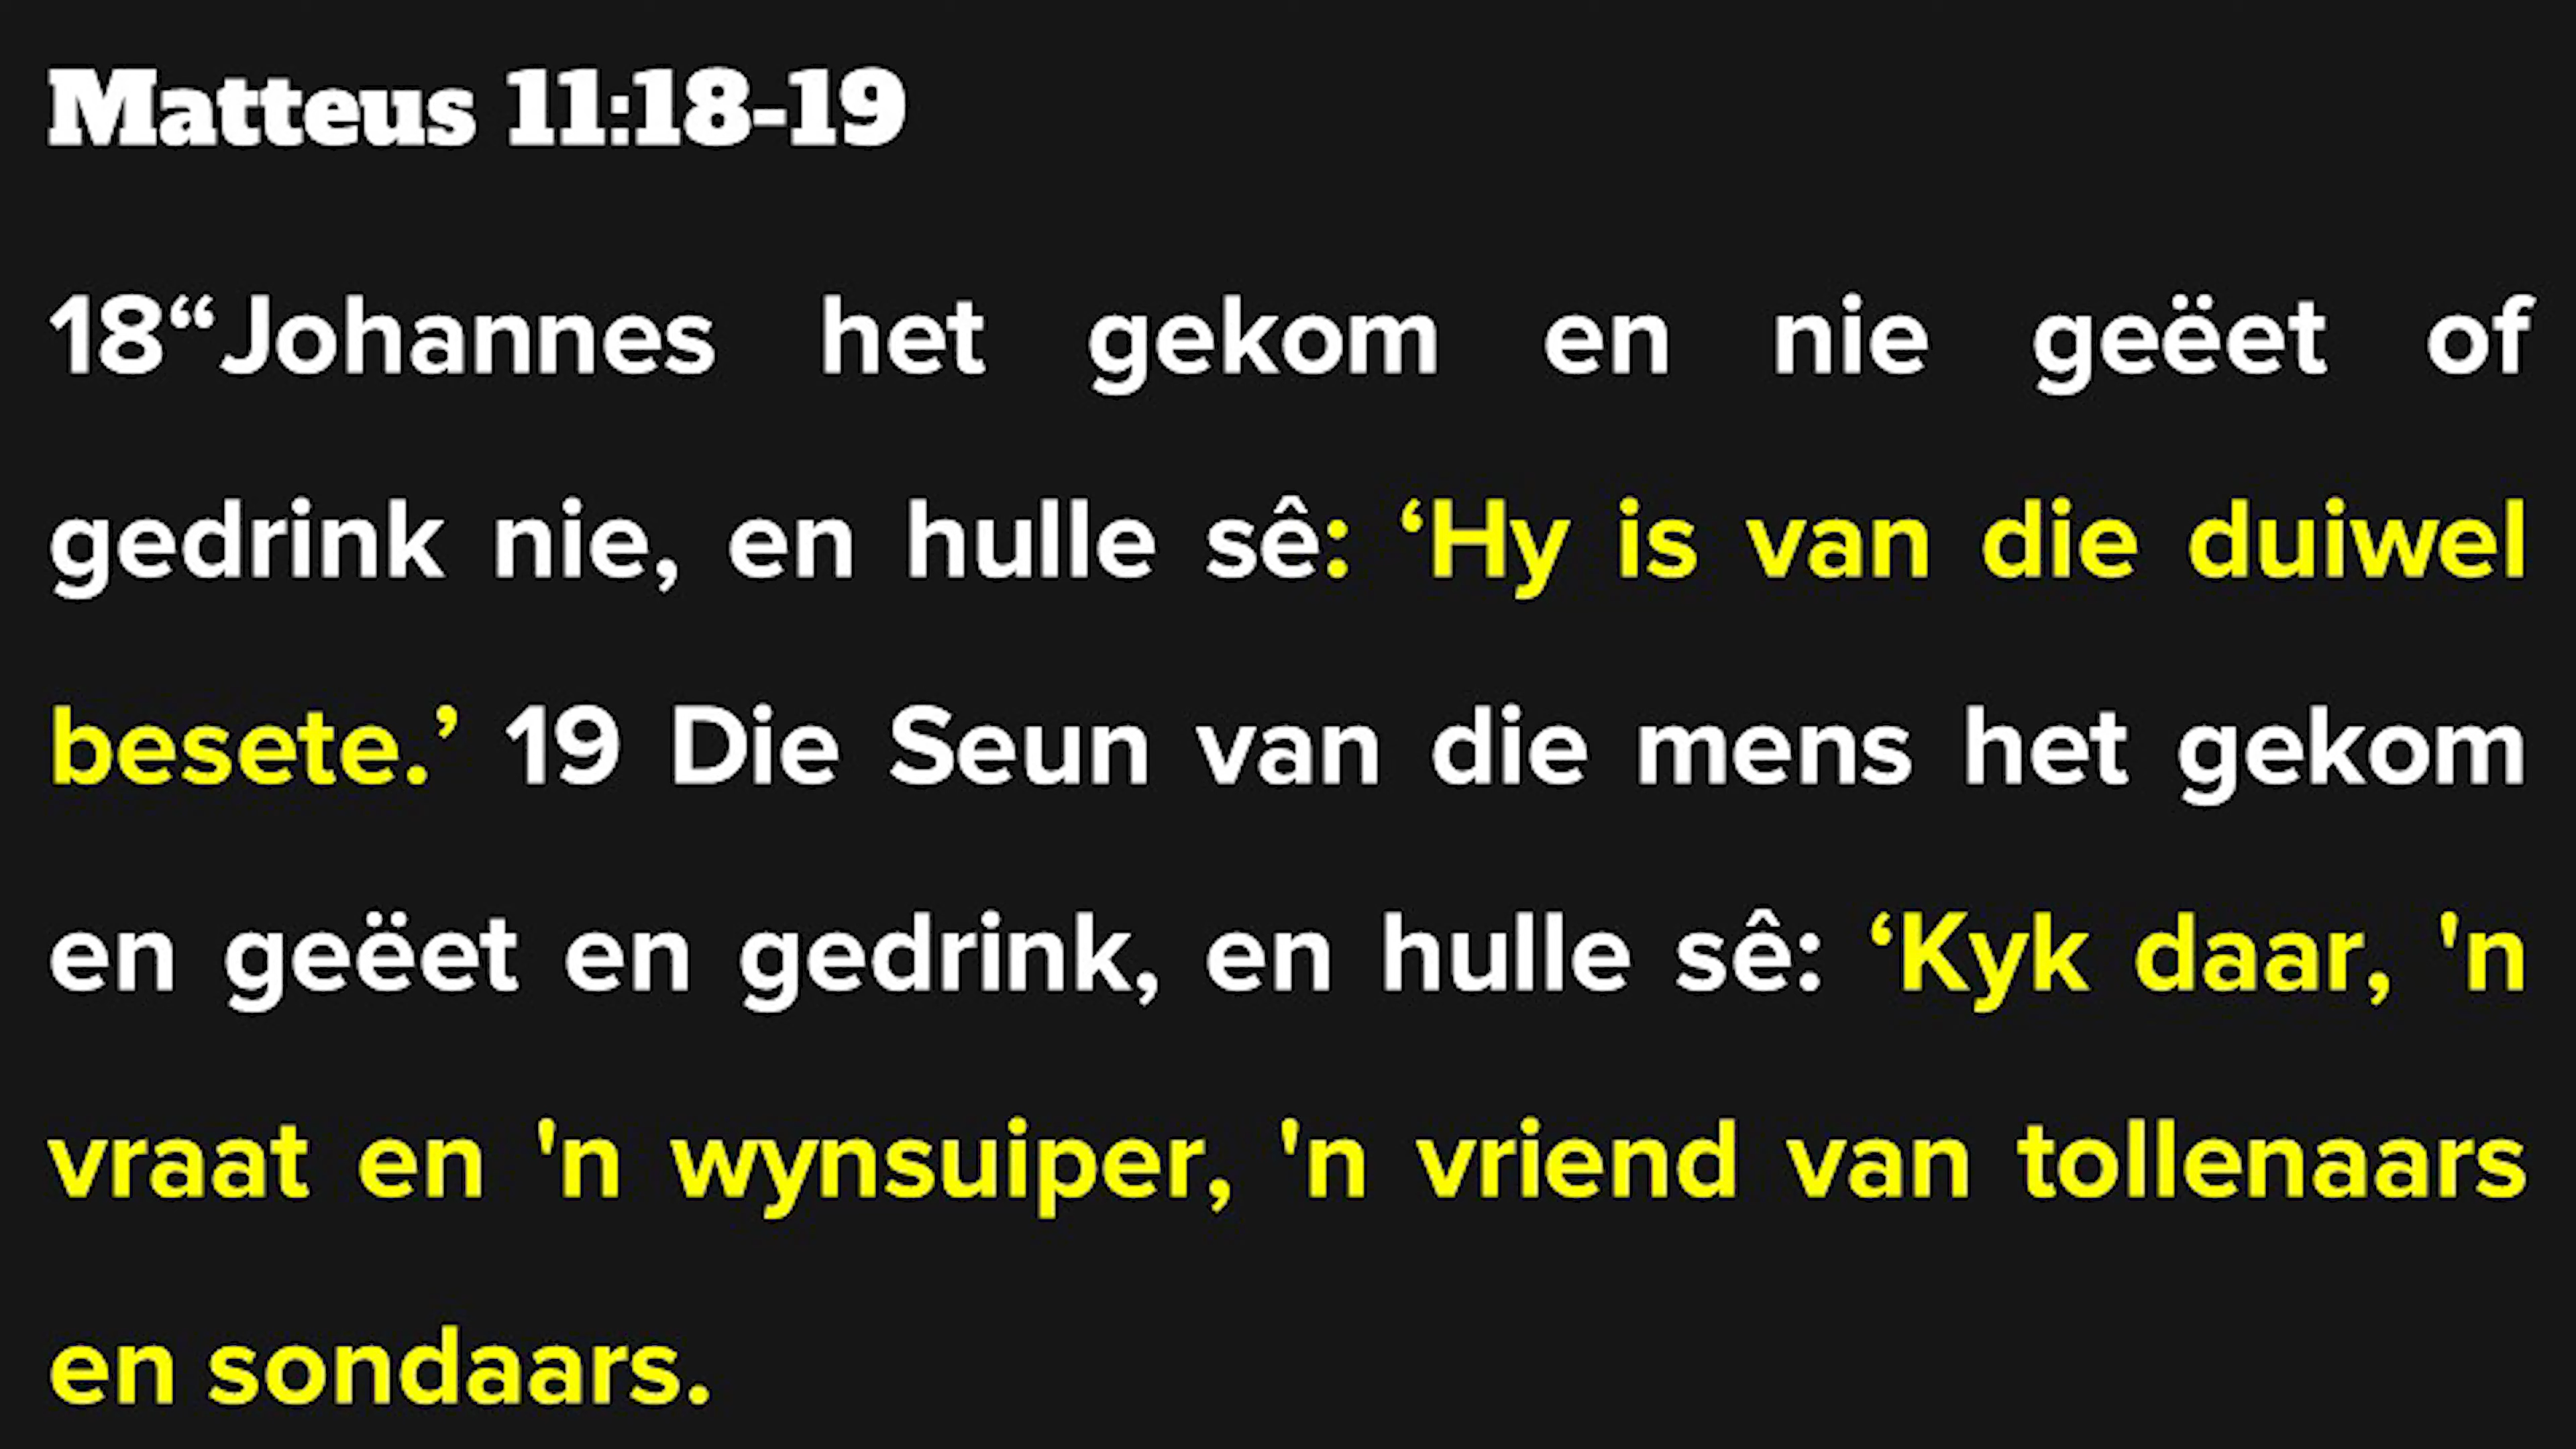 Matteus 11:18-19
18“Johannes het gekom en nie geëet of
gedrink nie, en hulle sê: ‘Hy is van die duiwel
besete.’ 19 Die Seun van die mens het gekom
en geëet en gedrink, en hulle sê: ‘Kyk daar, 'n
vraat en 'n wynsuiper, 'n vriend van tollenaars
en sondaars.